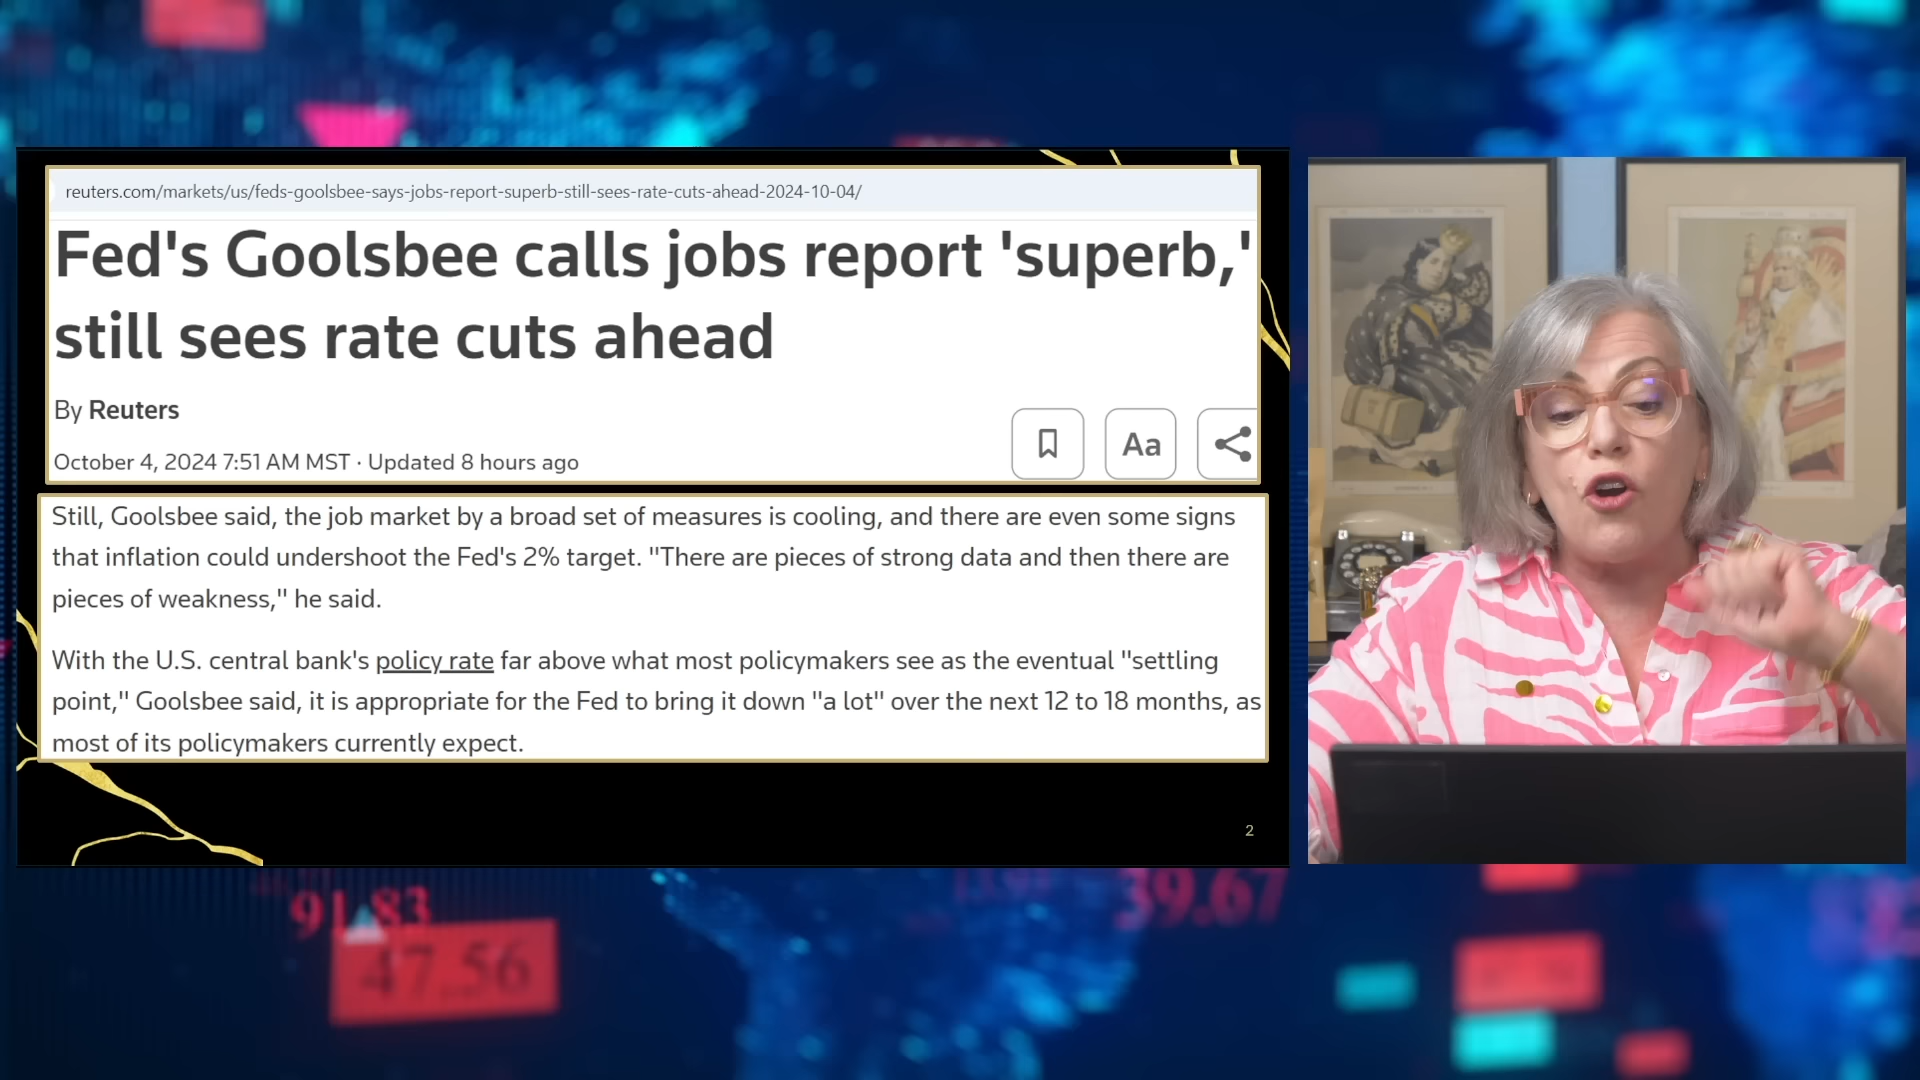 reuters.com/markets/us/feds-goolsbee-says-jobs-report-superb-still-sees-rate-cuts-ahead-2024-10-04/
Fed's Goolsbee calls jobs report 'superb,'
still sees rate cuts ahead
By Reuters
October 4, 2024 7:51 AM MST · Updated 8 hours ago
Aa
Still, Goolsbee said, the job market by a broad set of measures is cooling, and there are even some signs
that inflation could undershoot the Fed's 2% target. "There are pieces of strong data and then there are
pieces of weakness," he said.
With the U.S. central bank's policy rate far above what most policymakers see as the eventual "settling
point," Goolsbee said, it is appropriate for the Fed to bring it down "a lot" over the next 12 to 18 months, as
most of its policymakers currently expect.
2
91.83
47.56
39.67